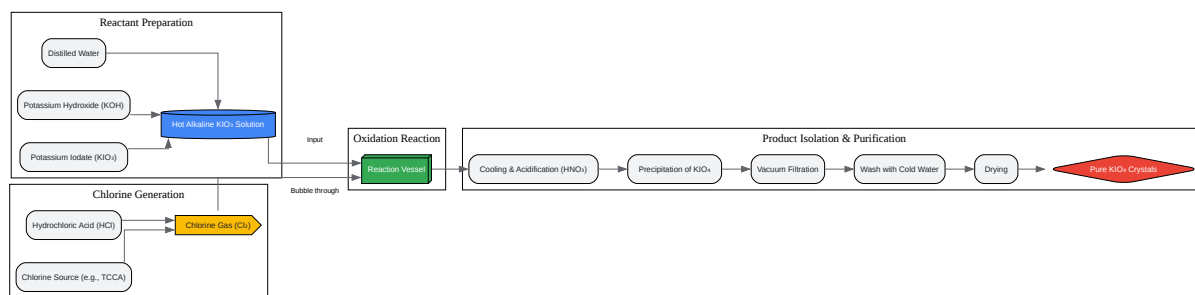 Reactant Preparation
Distilled Water
Potassium Hydroxide (KOH)
Hot Alkaline KIO₃ Solution
Potassium Iodate (KIO₃)
Chlorine Generation
Hydrochloric Acid (HCl)
Chlorine Gas (Cl₂)
Chlorine Source (e.g., TCCA)
Input
Bubble through
Oxidation Reaction
Reaction Vessel
Product Isolation & Purification
Cooling & Acidification (HNO₃)
Precipitation of KIO₄
Vacuum Filtration
Wash with Cold Water
Drying
Pure KIO₄ Crystals